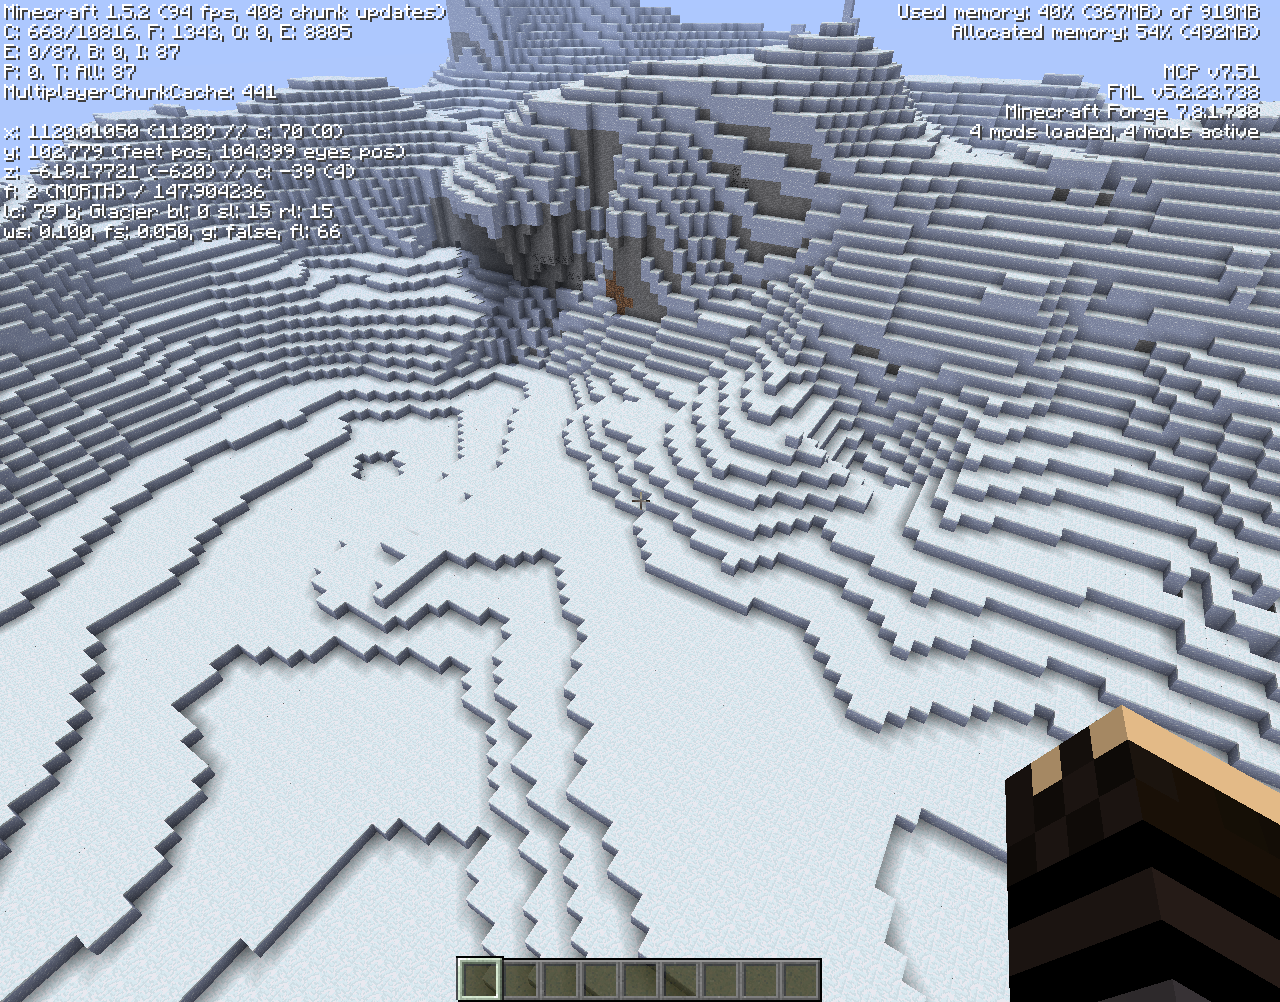 Minecraft 1.5.2 (94 fps, 408 chunk updates)
C: 668/10816, F: 1343, O: 0, E: 8805
E: 0/87. B: 0, I: 87
P: 0. T: All: 87
MultiplayerChunkCache: 441
x: 1120.01050 (1120) // c: 70 (0)
y: 102.779 (feet pos, 104.399 eyes pos)
z: -619.17721 (-620) // c: -39 (4)
f: 2 (NORTH) / 147.904236
lc: 79 b: Glacier bl: 0 sl: 15 rl: 15
ws: 0.100, fs: 0.050, g: false, fl: 66
Used memory: 40% (367MB) of 910MB
Allocated memory: 54% (492MB)
MCP v7.51
FML v5.2.23.738
Minecraft Forge 7.8.1.738
4 mods loaded, 4 mods active